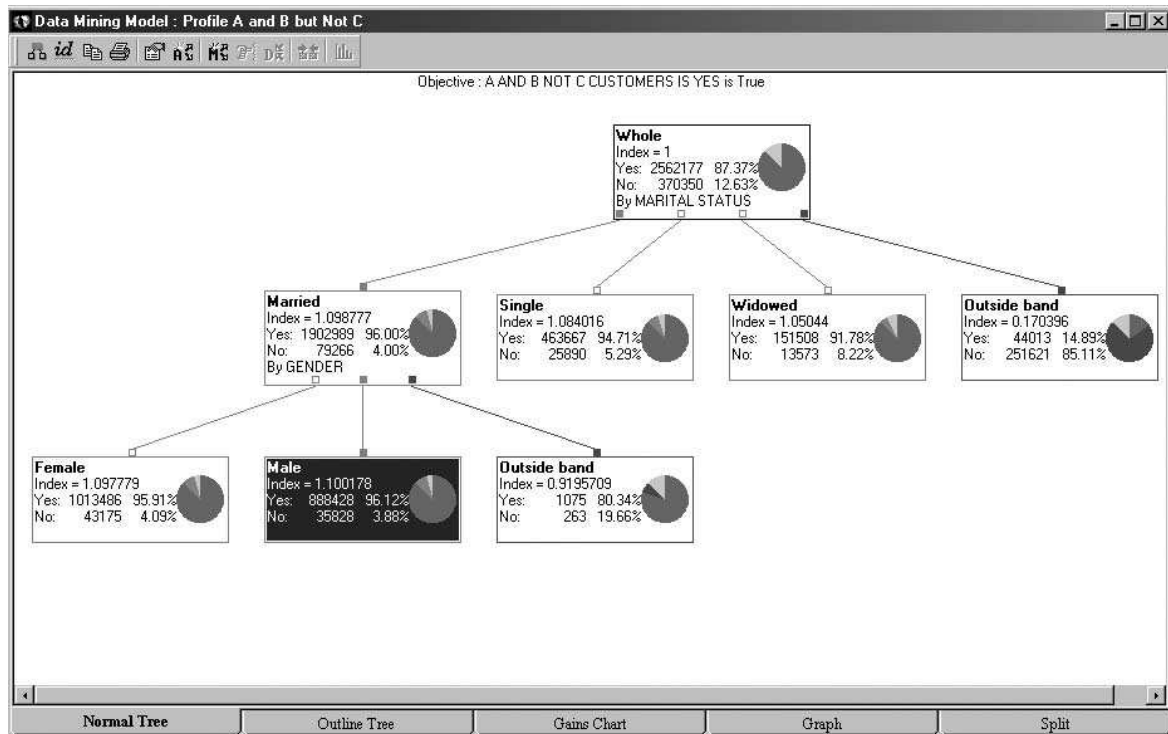 Data Mining Model : Profile A and B but Not C
id
Objective : A AND B NOT C CUSTOMERS IS YES is True
Whole
Index = 1
Yes: 2562177 87.37%
No: 370350 12.63%
By MARITAL STATUS
Married
Index = 1.098777
Yes: 1902989 96.00%
No: 79266 4.00%
By GENDER
Single
Index = 1.084016
Yes: 463667 94.71%
No: 25890 5.29%
Widowed
Index = 1.05044
Yes: 151508 91.78%
No: 13573 8.22%
Outside band
Index = 0.170396
Yes: 44013 14.89%
No: 251621 85.11%
Female
Index = 1.097779
Yes: 1013486 95.91%
No: 43175 4.09%
Male
Index = 1.100178
Yes: 888428 96.12%
No: 35828 3.88%
Outside band
Index = 0.9195709
Yes: 1075 80.34%
No: 263 19.66%
Normal Tree
Outline Tree
Gains Chart
Graph
Split